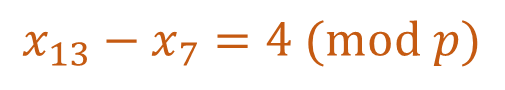 x₁₃ − x₇ = 4 (mod p)